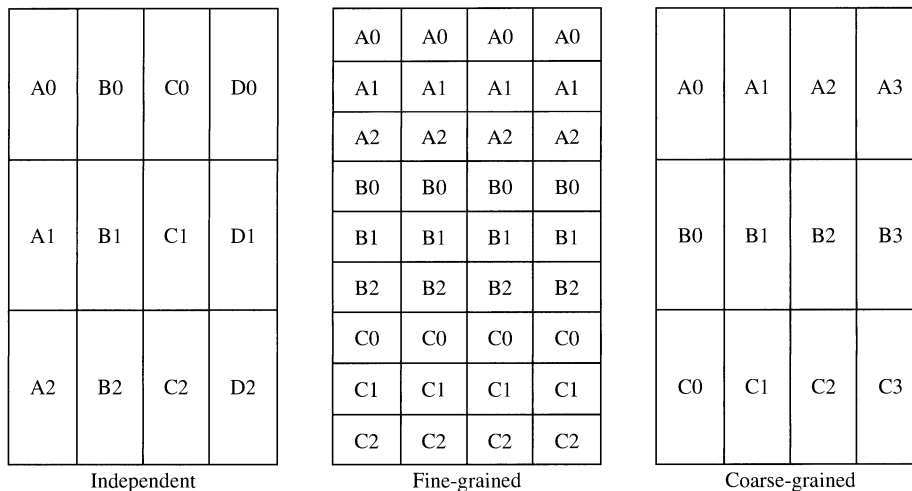 A0 B0 C0 D0
A1 B1 C1 D1
A2 B2 C2 D2
Independent
A0 A0 A0 A0
A1 A1 A1 A1
A2 A2 A2 A2
B0 B0 B0 B0
B1 B1 B1 B1
B2 B2 B2 B2
C0 C0 C0 C0
C1 C1 C1 C1
C2 C2 C2 C2
Fine-grained
A0 A1 A2 A3
B0 B1 B2 B3
C0 C1 C2 C3
Coarse-grained